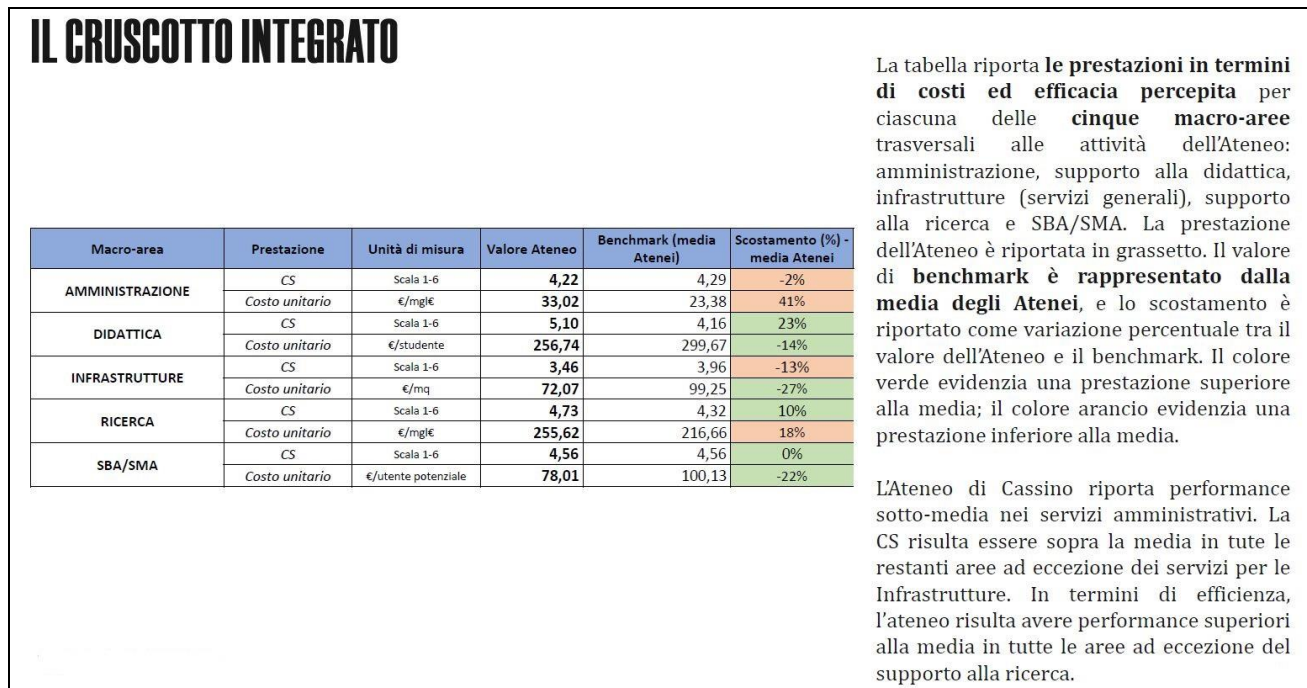 IL CRUSCOTTO INTEGRATO
Macro-area Prestazione Unità di misura Valore Ateneo Benchmark (media Atenei) Scostamento (%) - media Atenei
AMMINISTRAZIONE CS Scala 1-6 4,22 4,29 -2%
Costo unitario €/mgl€ 33,02 23,38 41%
DIDATTICA CS Scala 1-6 5,10 4,16 23%
Costo unitario €/studente 256,74 299,67 -14%
INFRASTRUTTURE CS Scala 1-6 3,46 3,96 -13%
Costo unitario €/mq 72,07 99,25 -27%
RICERCA CS Scala 1-6 4,73 4,32 10%
Costo unitario €/mgl€ 255,62 216,66 18%
SBA/SMA CS Scala 1-6 4,56 4,56 0%
Costo unitario €/utente potenziale 78,01 100,13 -22%
La tabella riporta le prestazioni in termini
di costi ed efficacia percepita per
ciascuna delle cinque macro-aree
trasversali alle attività dell'Ateneo:
amministrazione, supporto alla didattica,
infrastrutture (servizi generali), supporto
alla ricerca e SBA/SMA. La prestazione
dell'Ateneo è riportata in grassetto. Il valore
di benchmark è rappresentato dalla
media degli Atenei, e lo scostamento è
riportato come variazione percentuale tra il
valore dell'Ateneo e il benchmark. Il colore
verde evidenzia una prestazione superiore
alla media; il colore arancio evidenzia una
prestazione inferiore alla media.
L'Ateneo di Cassino riporta performance
sotto-media nei servizi amministrativi. La
CS risulta essere sopra la media in tute le
restanti aree ad eccezione dei servizi per le
Infrastrutture. In termini di efficienza,
l'ateneo risulta avere performance superiori
alla media in tutte le aree ad eccezione del
supporto alla ricerca.